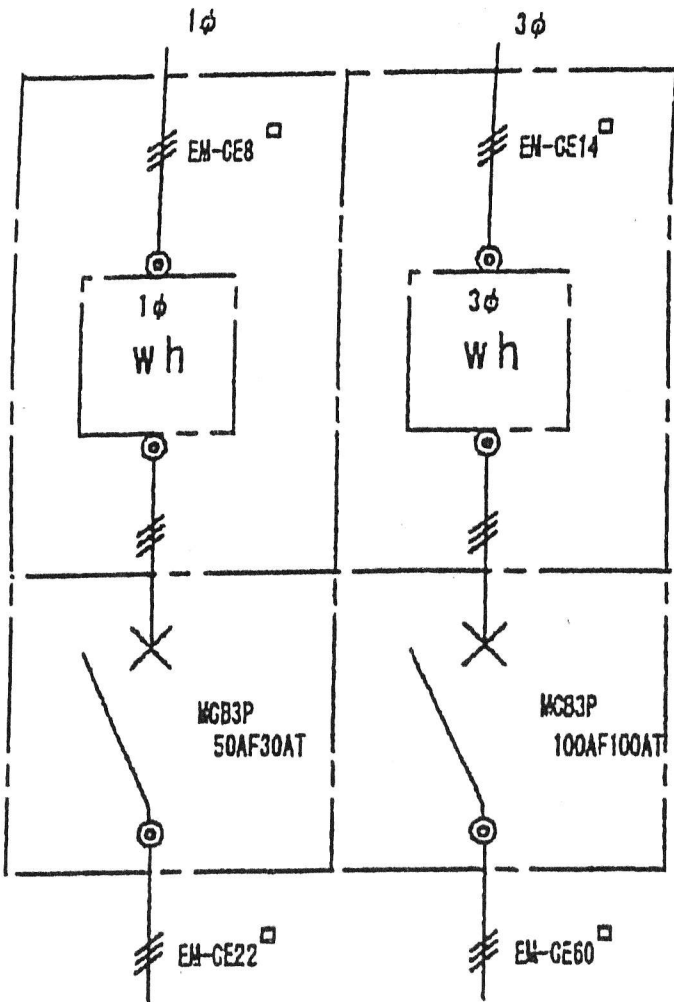 1φ
3φ
EM-CE8□
EM-CE14□
1φ
wh
3φ
wh
MCB3P
50AF30AT
MCB3P
100AF100AT
EM-CE22□
EM-CE60□